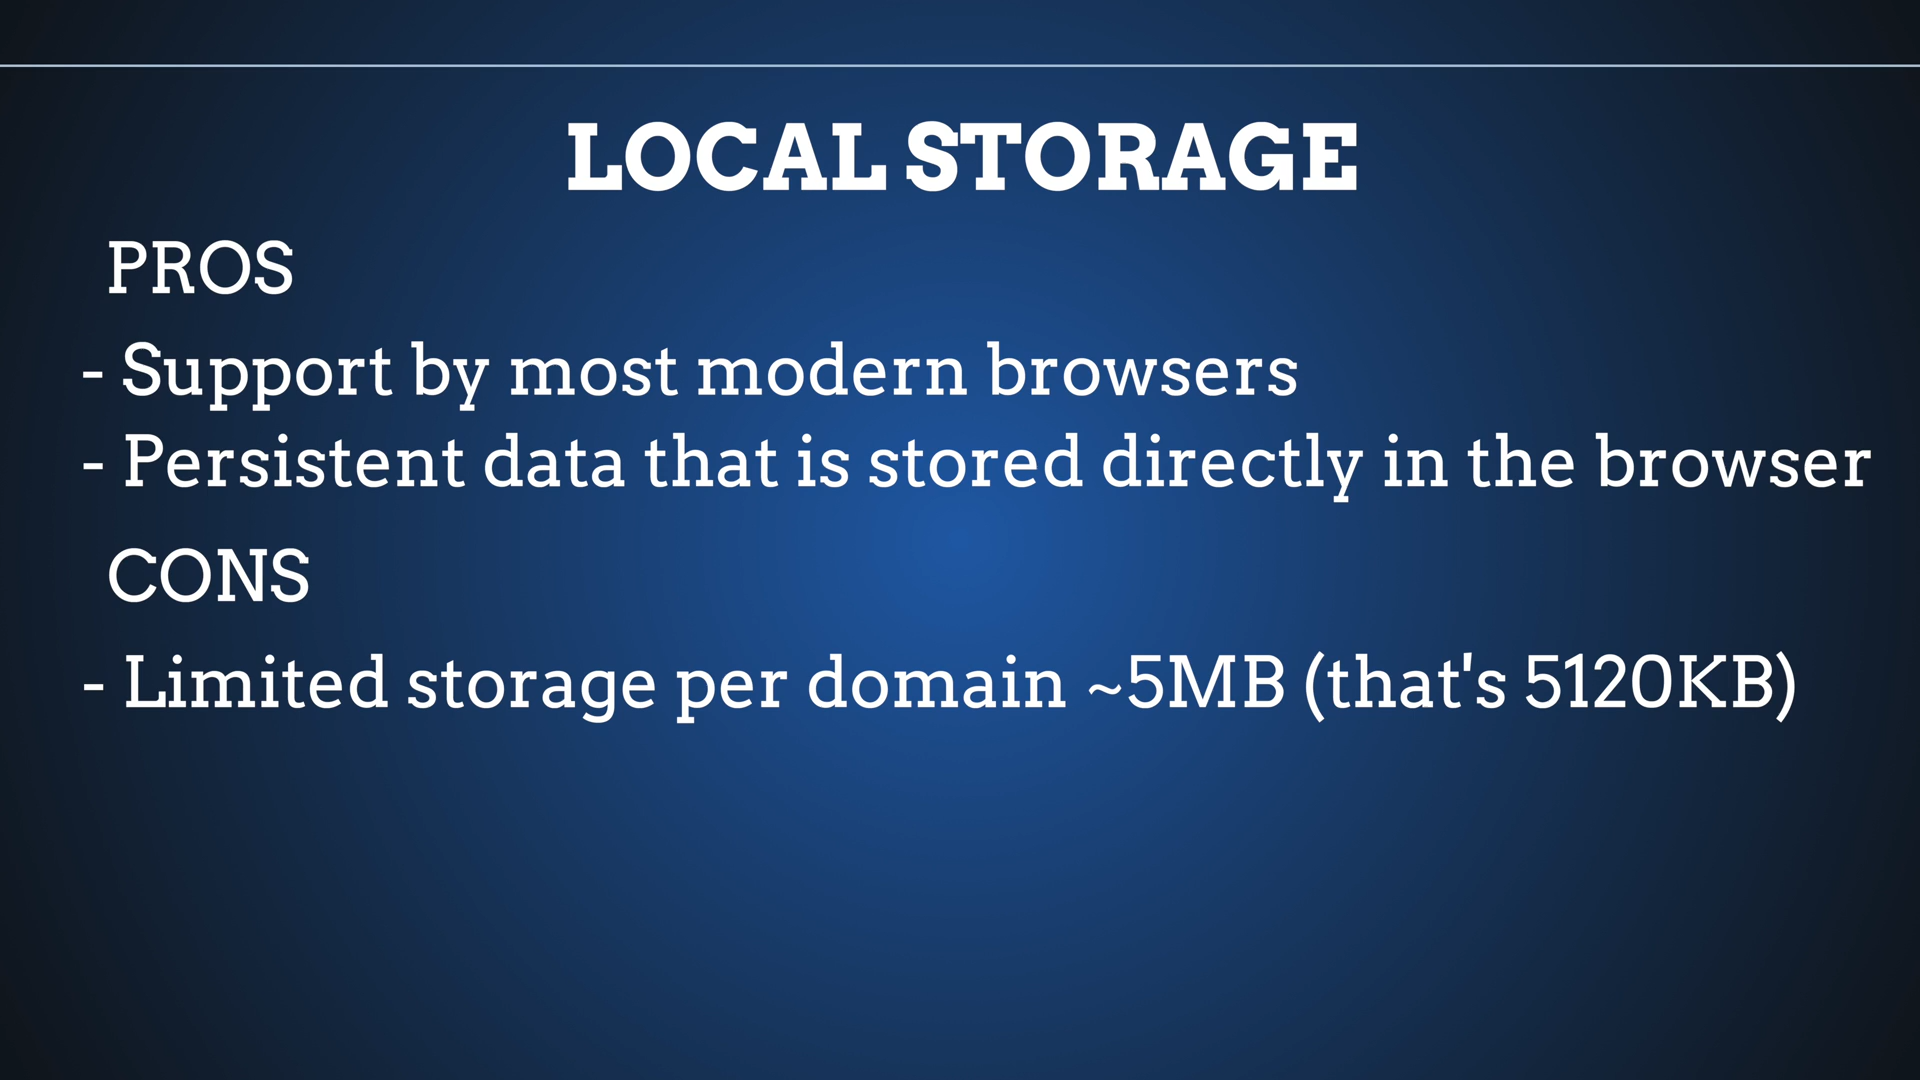 LOCAL STORAGE
PROS
- Support by most modern browsers
- Persistent data that is stored directly in the browser
CONS
- Limited storage per domain ~5MB (that's 5120KB)